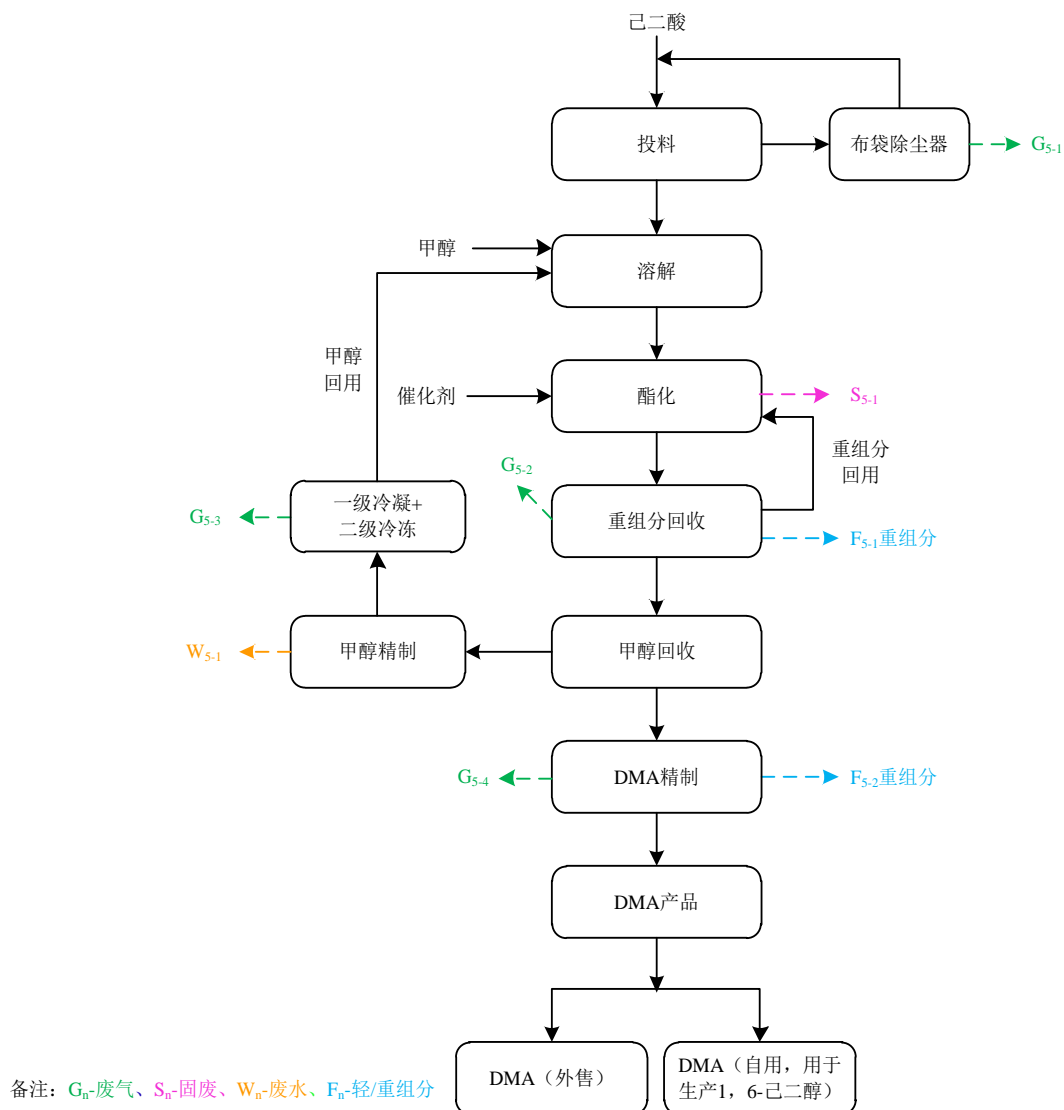 己二酸
投料
布袋除尘器
G5-1
甲醇
溶解
甲醇
回用
催化剂
酯化
S5-1
重组分
回用
G5-2
一级冷凝+
二级冷冻
G5-3
重组分回收
F5-1重组分
W5-1
甲醇精制
甲醇回收
G5-4
DMA精制
F5-2重组分
DMA产品
DMA（外售）
DMA（自用，用于
生产1，6-己二醇）
备注：Gn-废气、Sn-固废、Wn-废水、Fn-轻/重组分